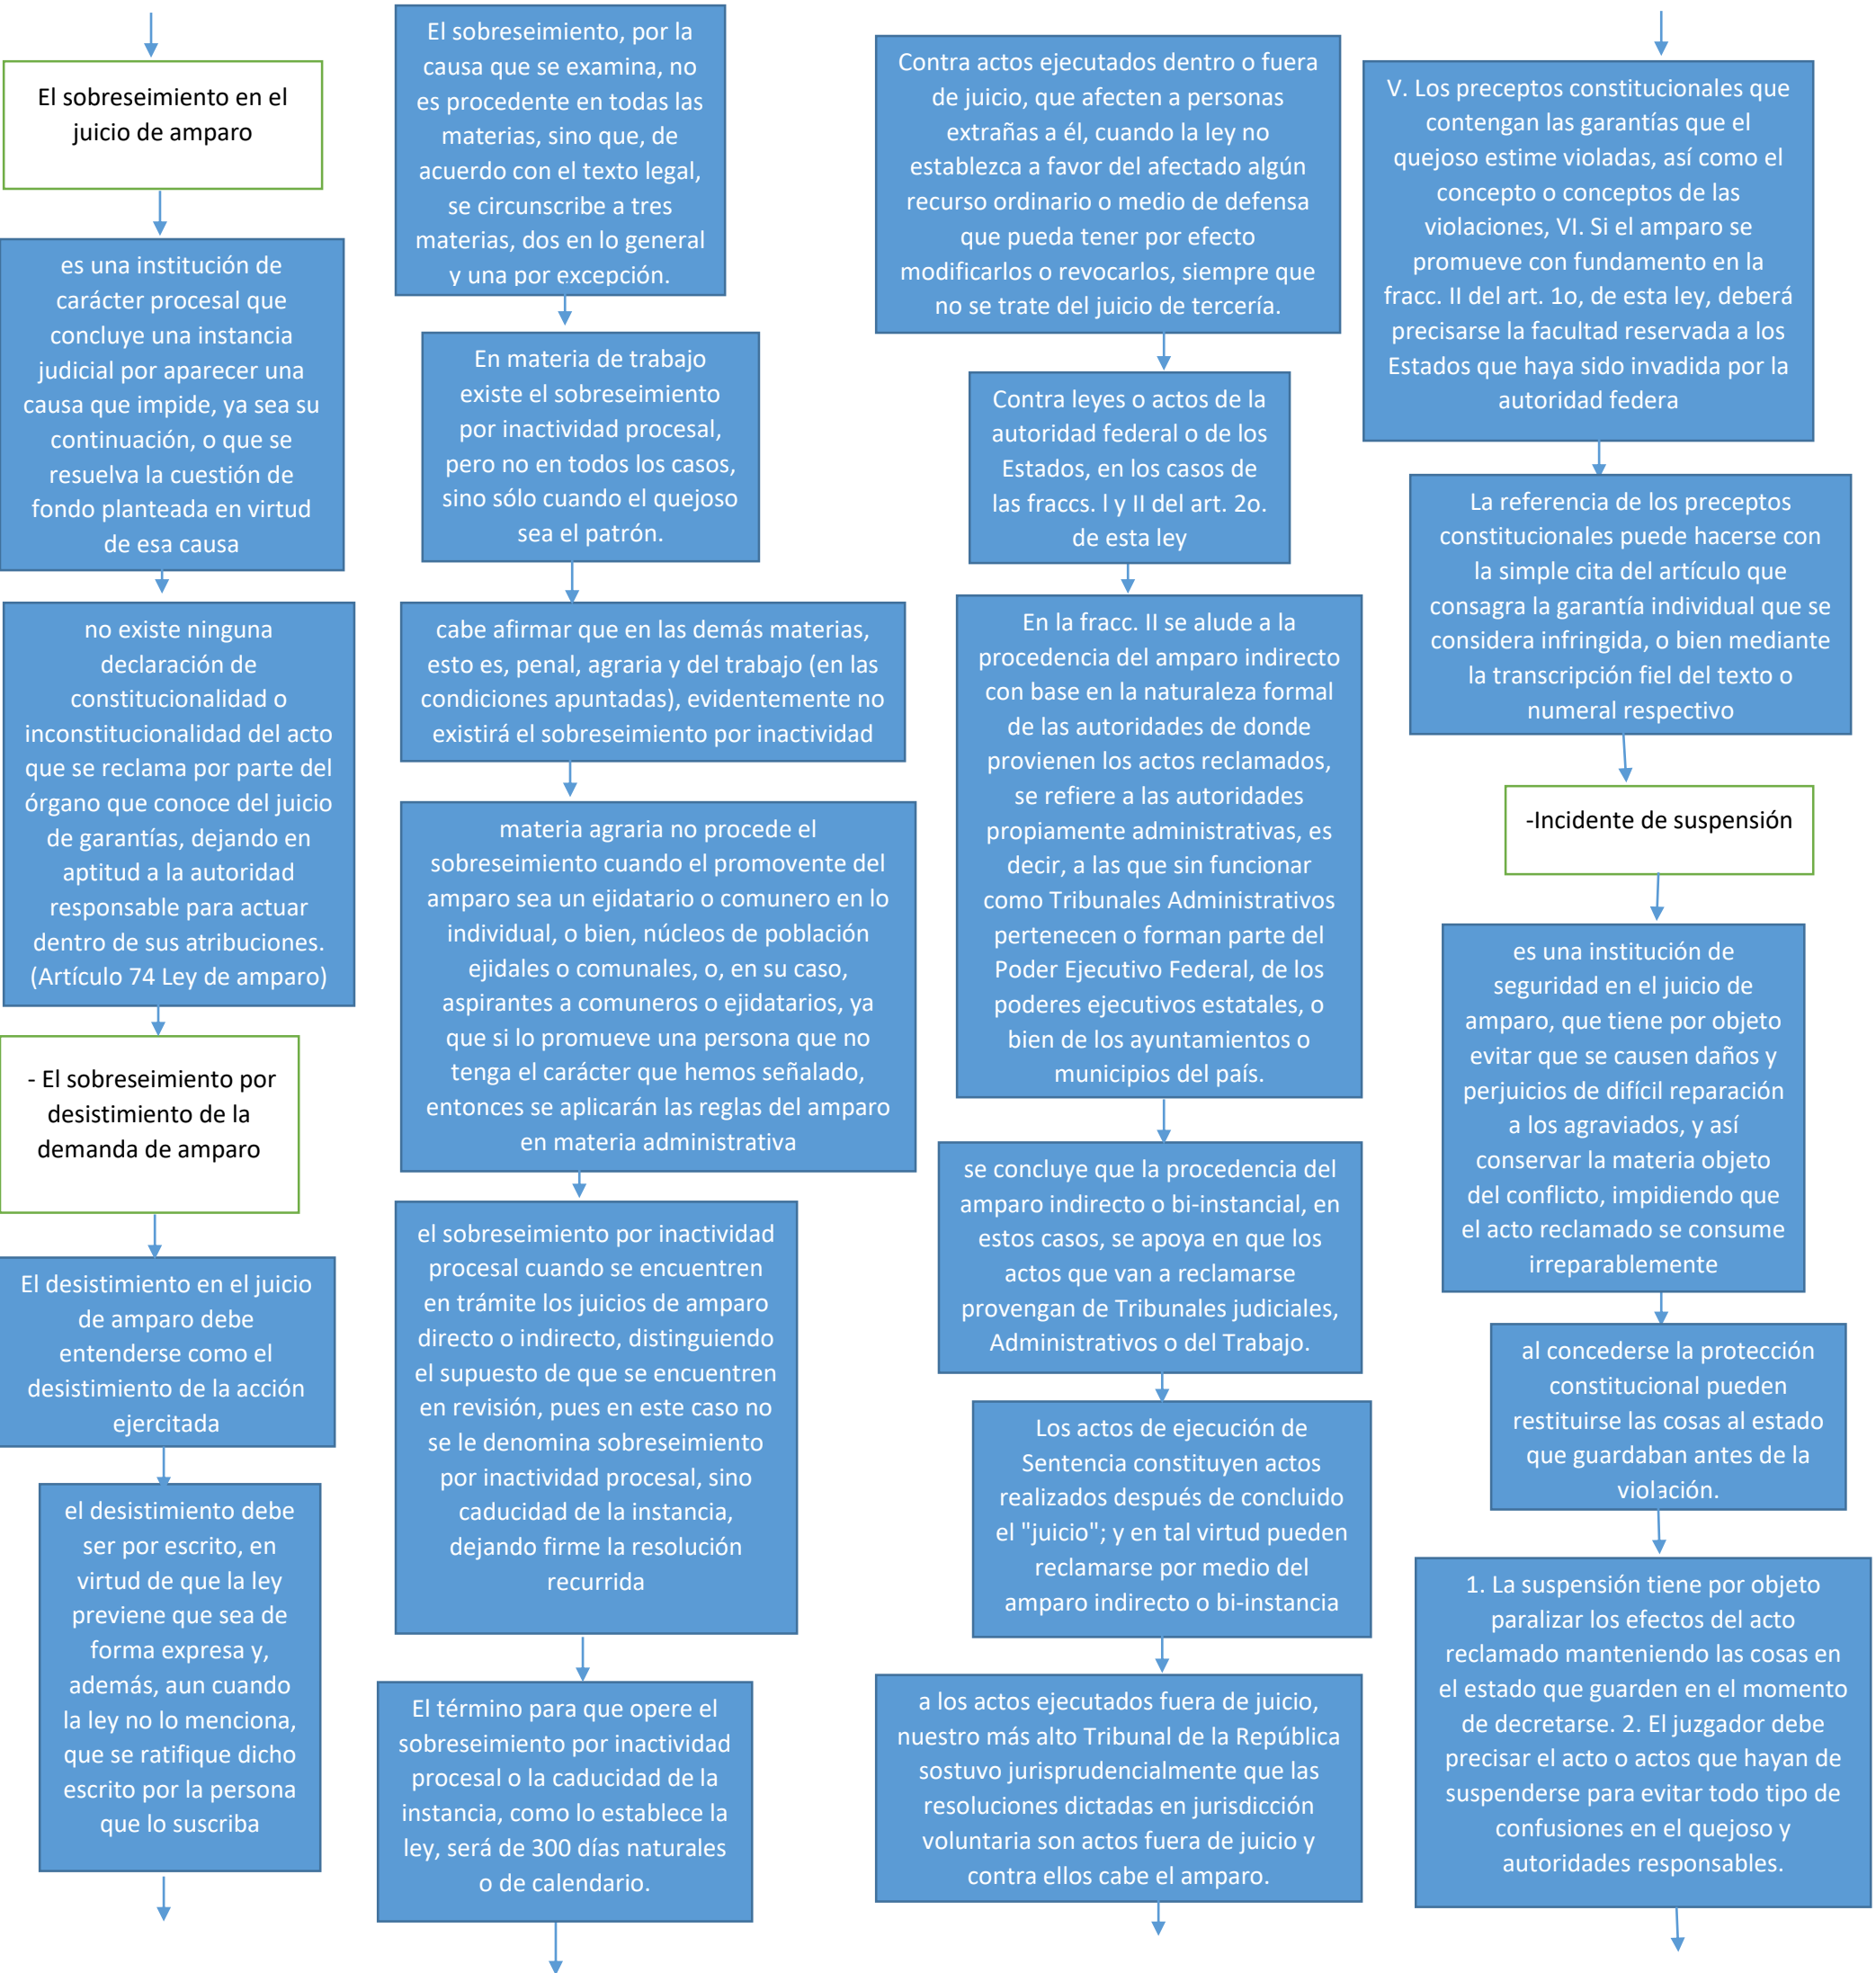 El sobreseimiento en el
juicio de amparo
es una institución de
carácter procesal que
concluye una instancia
judicial por aparecer una
causa que impide, ya sea su
continuación, o que se
resuelva la cuestión de
fondo planteada en virtud
de esa causa
no existe ninguna
declaración de
constitucionalidad o
inconstitucionalidad del acto
que se reclama por parte del
órgano que conoce del juicio
de garantías, dejando en
aptitud a la autoridad
responsable para actuar
dentro de sus atribuciones.
(Artículo 74 Ley de amparo)
- El sobreseimiento por
desistimiento de la
demanda de amparo
El desistimiento en el juicio
de amparo debe
entenderse como el
desistimiento de la acción
ejercitada
el desistimiento debe
ser por escrito, en
virtud de que la ley
previene que sea de
forma expresa y,
además, aun cuando
la ley no lo menciona,
que se ratifique dicho
escrito por la persona
que lo suscriba
El sobreseimiento, por la
causa que se examina, no
es procedente en todas las
materias, sino que, de
acuerdo con el texto legal,
se circunscribe a tres
materias, dos en lo general
y una por excepción.
En materia de trabajo
existe el sobreseimiento
por inactividad procesal,
pero no en todos los casos,
sino sólo cuando el quejoso
sea el patrón.
cabe afirmar que en las demás materias,
esto es, penal, agraria y del trabajo (en las
condiciones apuntadas), evidentemente no
existirá el sobreseimiento por inactividad
materia agraria no procede el
sobreseimiento cuando el promovente del
amparo sea un ejidatario o comunero en lo
individual, o bien, núcleos de población
ejidales o comunales, o, en su caso,
aspirantes a comuneros o ejidatarios, ya
que si lo promueve una persona que no
tenga el carácter que hemos señalado,
entonces se aplicarán las reglas del amparo
en materia administrativa
el sobreseimiento por inactividad
procesal cuando se encuentren
en trámite los juicios de amparo
directo o indirecto, distinguiendo
el supuesto de que se encuentren
en revisión, pues en este caso no
se le denomina sobreseimiento
por inactividad procesal, sino
caducidad de la instancia,
dejando firme la resolución
recurrida
El término para que opere el
sobreseimiento por inactividad
procesal o la caducidad de la
instancia, como lo establece la
ley, será de 300 días naturales
o de calendario.
Contra actos ejecutados dentro o fuera
de juicio, que afecten a personas
extrañas a él, cuando la ley no
establezca a favor del afectado algún
recurso ordinario o medio de defensa
que pueda tener por efecto
modificarlos o revocarlos, siempre que
no se trate del juicio de tercería.
Contra leyes o actos de la
autoridad federal o de los
Estados, en los casos de
las fraccs. l y II del art. 2o.
de esta ley
En la fracc. II se alude a la
procedencia del amparo indirecto
con base en la naturaleza formal
de las autoridades de donde
provienen los actos reclamados,
se refiere a las autoridades
propiamente administrativas, es
decir, a las que sin funcionar
como Tribunales Administrativos
pertenecen o forman parte del
Poder Ejecutivo Federal, de los
poderes ejecutivos estatales, o
bien de los ayuntamientos o
municipios del país.
se concluye que la procedencia del
amparo indirecto o bi-instancial, en
estos casos, se apoya en que los
actos que van a reclamarse
provengan de Tribunales judiciales,
Administrativos o del Trabajo.
Los actos de ejecución de
Sentencia constituyen actos
realizados después de concluido
el "juicio"; y en tal virtud pueden
reclamarse por medio del
amparo indirecto o bi-instancia
a los actos ejecutados fuera de juicio,
nuestro más alto Tribunal de la República
sostuvo jurisprudencialmente que las
resoluciones dictadas en jurisdicción
voluntaria son actos fuera de juicio y
contra ellos cabe el amparo.
V. Los preceptos constitucionales que
contengan las garantías que el
quejoso estime violadas, así como el
concepto o conceptos de las
violaciones, VI. Si el amparo se
promueve con fundamento en la
fracc. II del art. 1o, de esta ley, deberá
precisarse la facultad reservada a los
Estados que haya sido invadida por la
autoridad federa
La referencia de los preceptos
constitucionales puede hacerse con
la simple cita del artículo que
consagra la garantía individual que se
considera infringida, o bien mediante
la transcripción fiel del texto o
numeral respectivo
-Incidente de suspensión
es una institución de
seguridad en el juicio de
amparo, que tiene por objeto
evitar que se causen daños y
perjuicios de difícil reparación
a los agraviados, y así
conservar la materia objeto
del conflicto, impidiendo que
el acto reclamado se consume
irreparablemente
al concederse la protección
constitucional pueden
restituirse las cosas al estado
que guardaban antes de la
violación.
1. La suspensión tiene por objeto
paralizar los efectos del acto
reclamado manteniendo las cosas en
el estado que guarden en el momento
de decretarse. 2. El juzgador debe
precisar el acto o actos que hayan de
suspenderse para evitar todo tipo de
confusiones en el quejoso y
autoridades responsables.